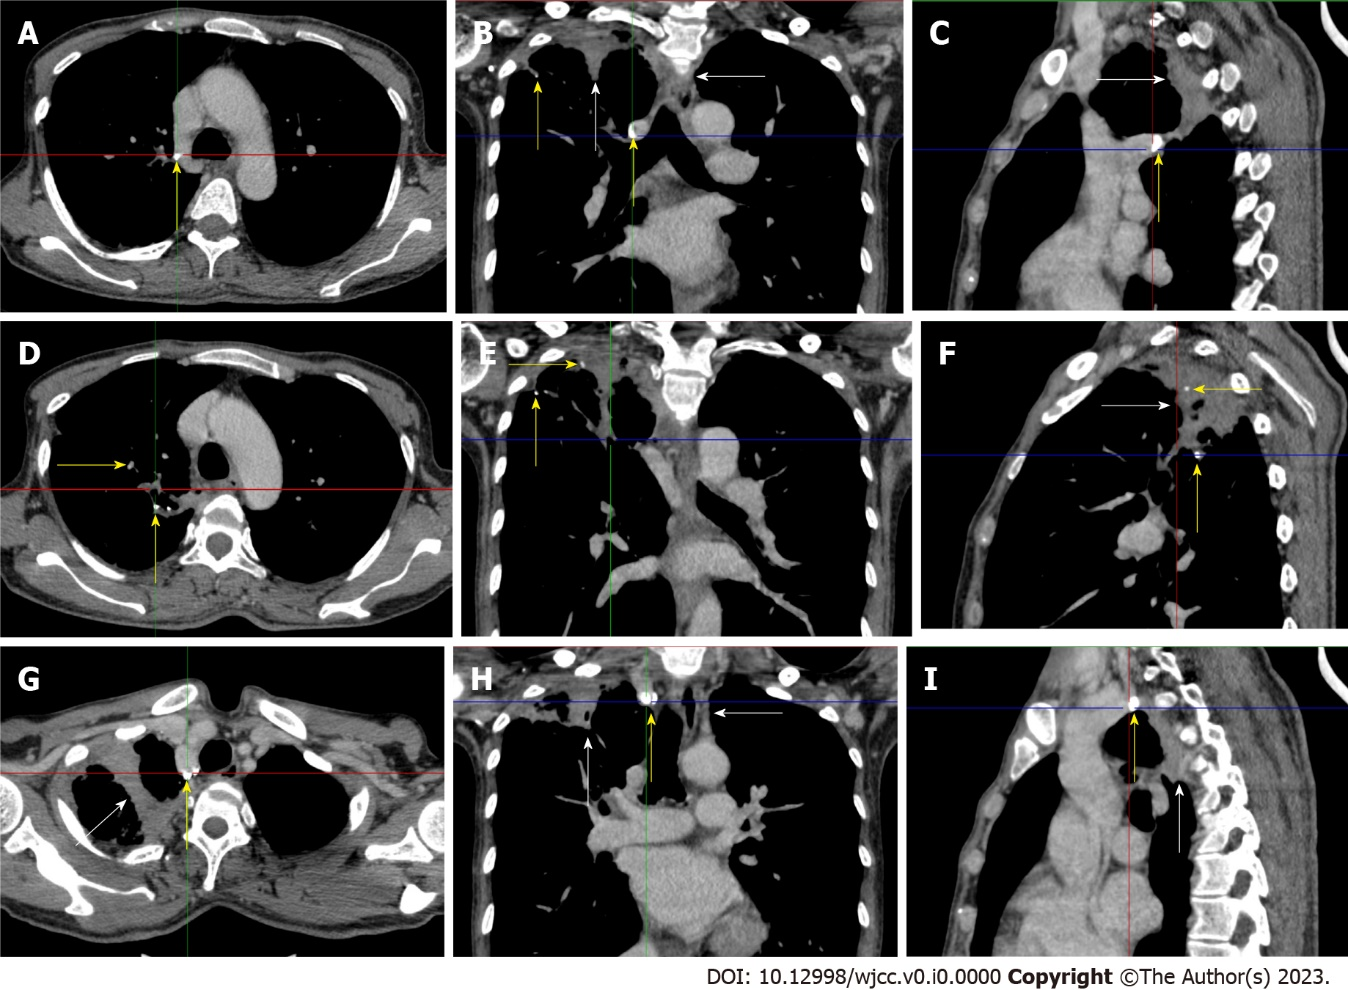 A
B
C
D
E
F
G
H
I
DOI: 10.12998/wjcc.v0.i0.0000 Copyright ©The Author(s) 2023.